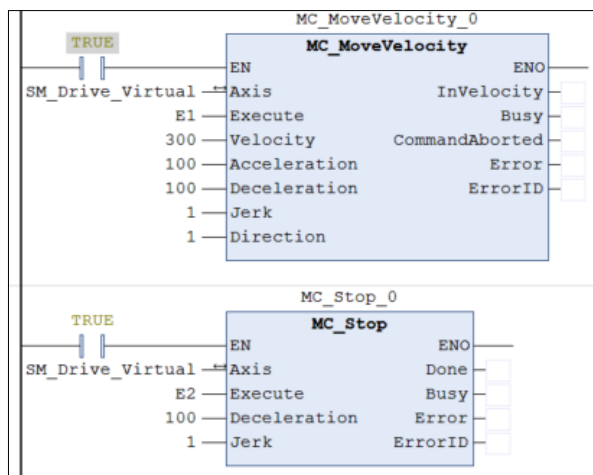 MC_MoveVelocity_0
TRUE
MC_MoveVelocity
EN ENO
SM_Drive_Virtual Axis InVelocity
E1 Execute Busy
300 Velocity CommandAborted
100 Acceleration Error
100 Deceleration ErrorID
1 Jerk
1 Direction
MC_Stop_0
TRUE
MC_Stop
EN ENO
SM_Drive_Virtual Axis Done
E2 Execute Busy
100 Deceleration Error
1 Jerk ErrorID